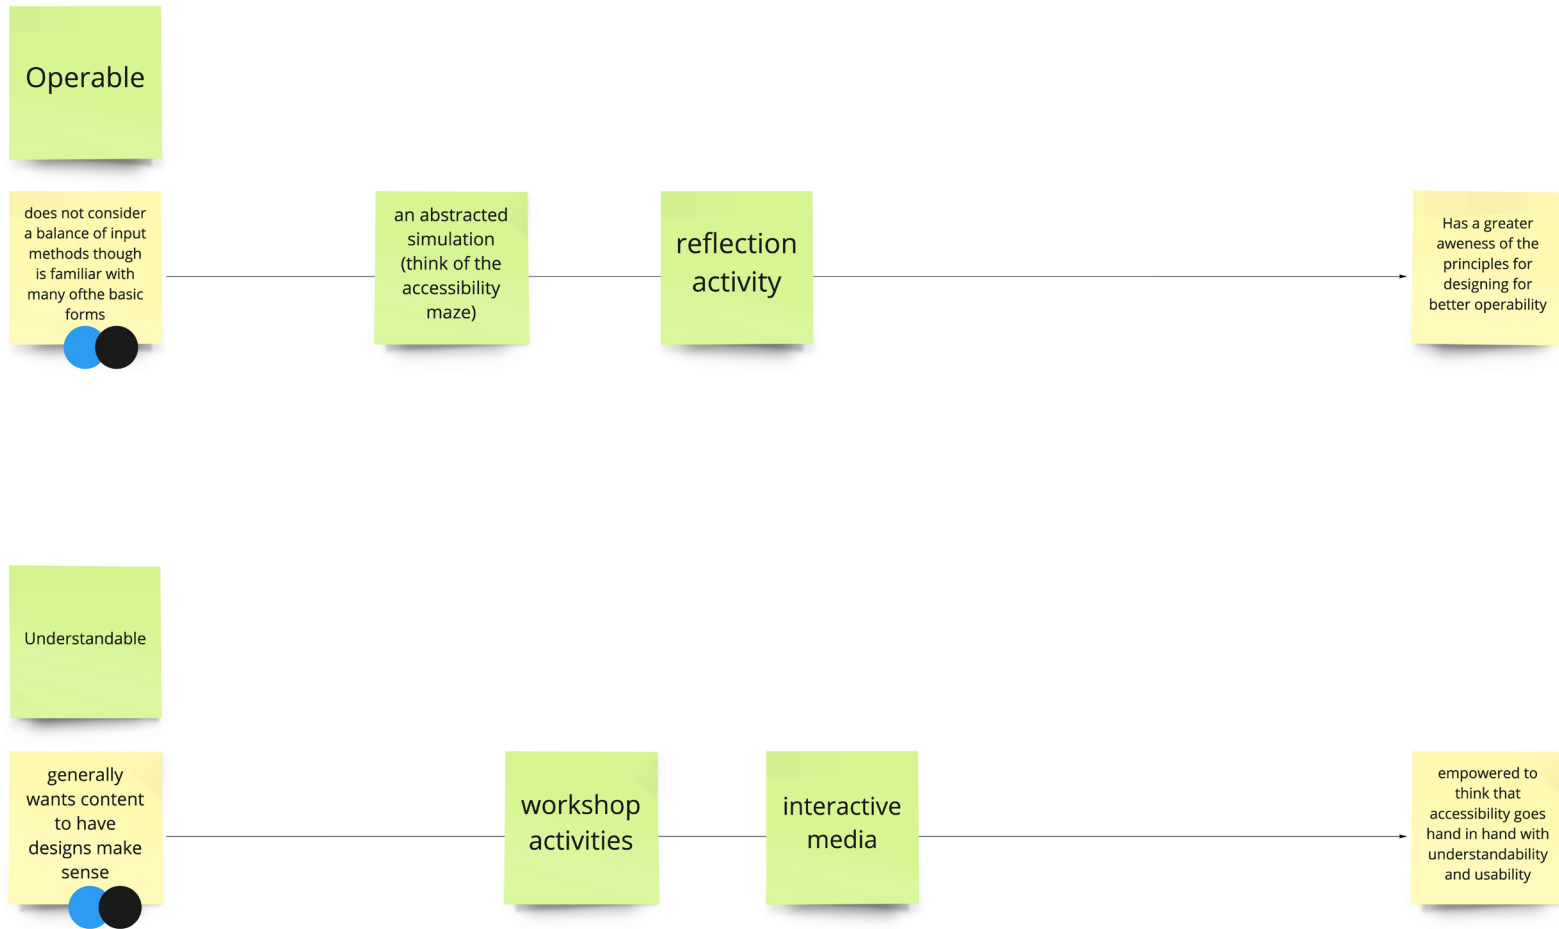 Operable
does not consider
a balance of input
methods though
is familiar with
many ofthe basic
forms
an abstracted
simulation
(think of the
accessibility
maze)
reflection
activity
Has a greater
aweness of the
principles for
designing for
better operability
Understandable
generally
wants content
to have
designs make
sense
workshop
activities
interactive
media
empowered to
think that
accessibility goes
hand in hand with
understandability
and usability